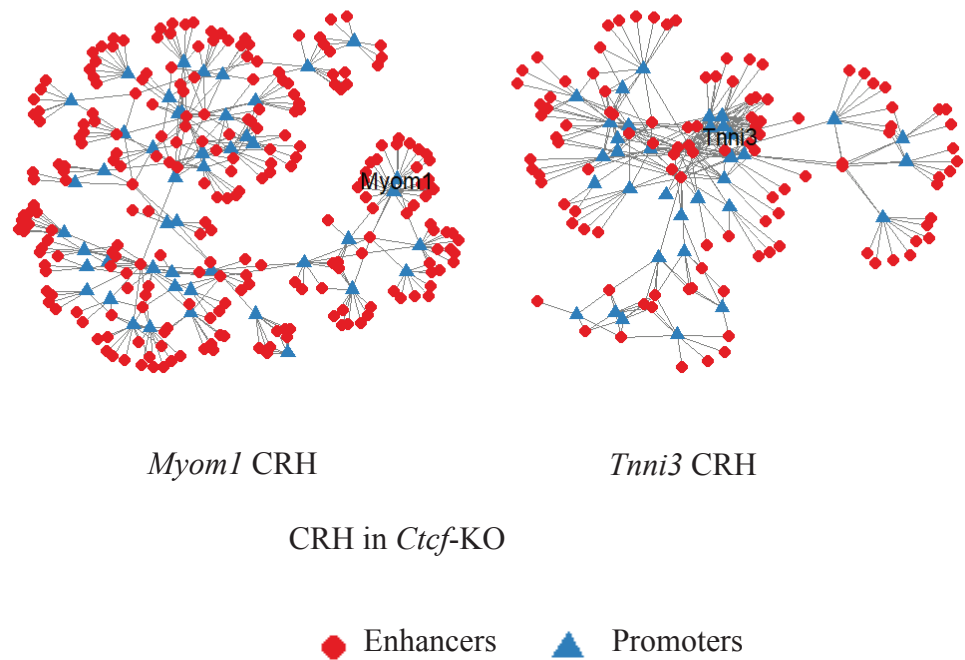 Tnni3
Myom1
Myom1 CRH
Tnni3 CRH
CRH in Ctcf-KO
Enhancers
Promoters